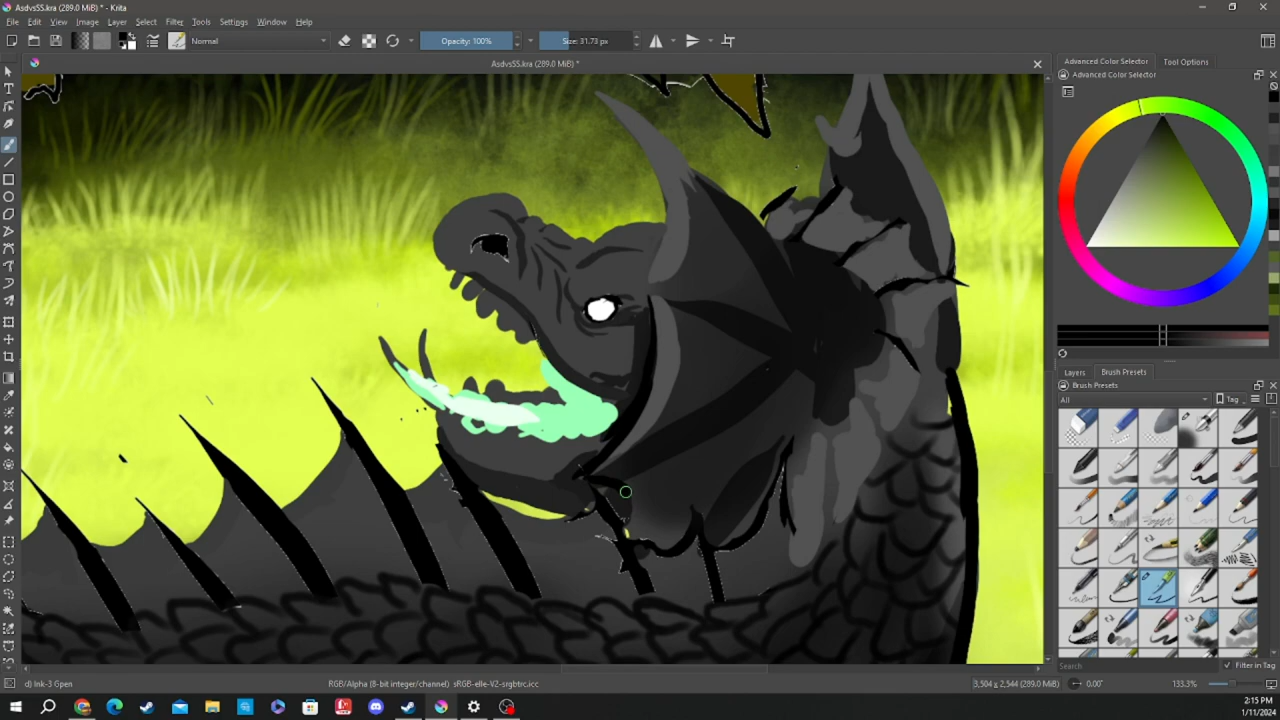 AsdvsSS.kra (289.0 MiB) * - Krita
File Edit View Image Layer Select Filter Tools Settings Window Help
Normal Opacity: 100% Size: 31.73 px
AsdvsSS.kra (289.0 MiB) *
Advanced Color Selector Tool Options
Advanced Color Selector
Layers Brush Presets
Brush Presets
All Tag
Search Filter in Tag
d) Ink-3 Gpen RGB/Alpha (8-bit integer/channel) sRGB-elle-V2-srgbtrc.icc 3,504 x 2,544 (289.0 MiB) 0.00° 133.3%
2:15 PM
1/11/2024